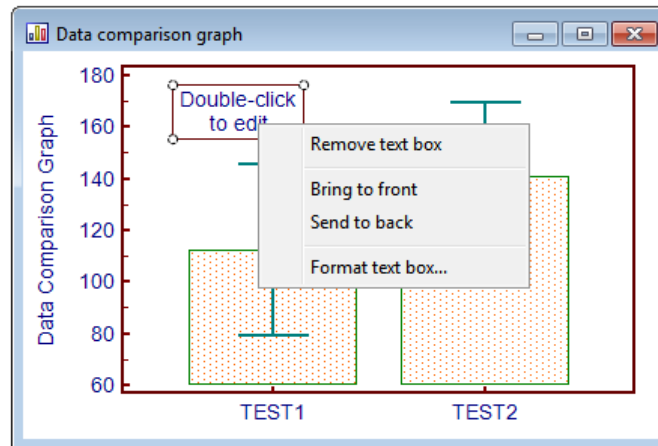 Data comparison graph
180
160
140
120
100
80
60
Data Comparison Graph
Double-click
to edit
Remove text box
Bring to front
Send to back
Format text box...
TEST1
TEST2